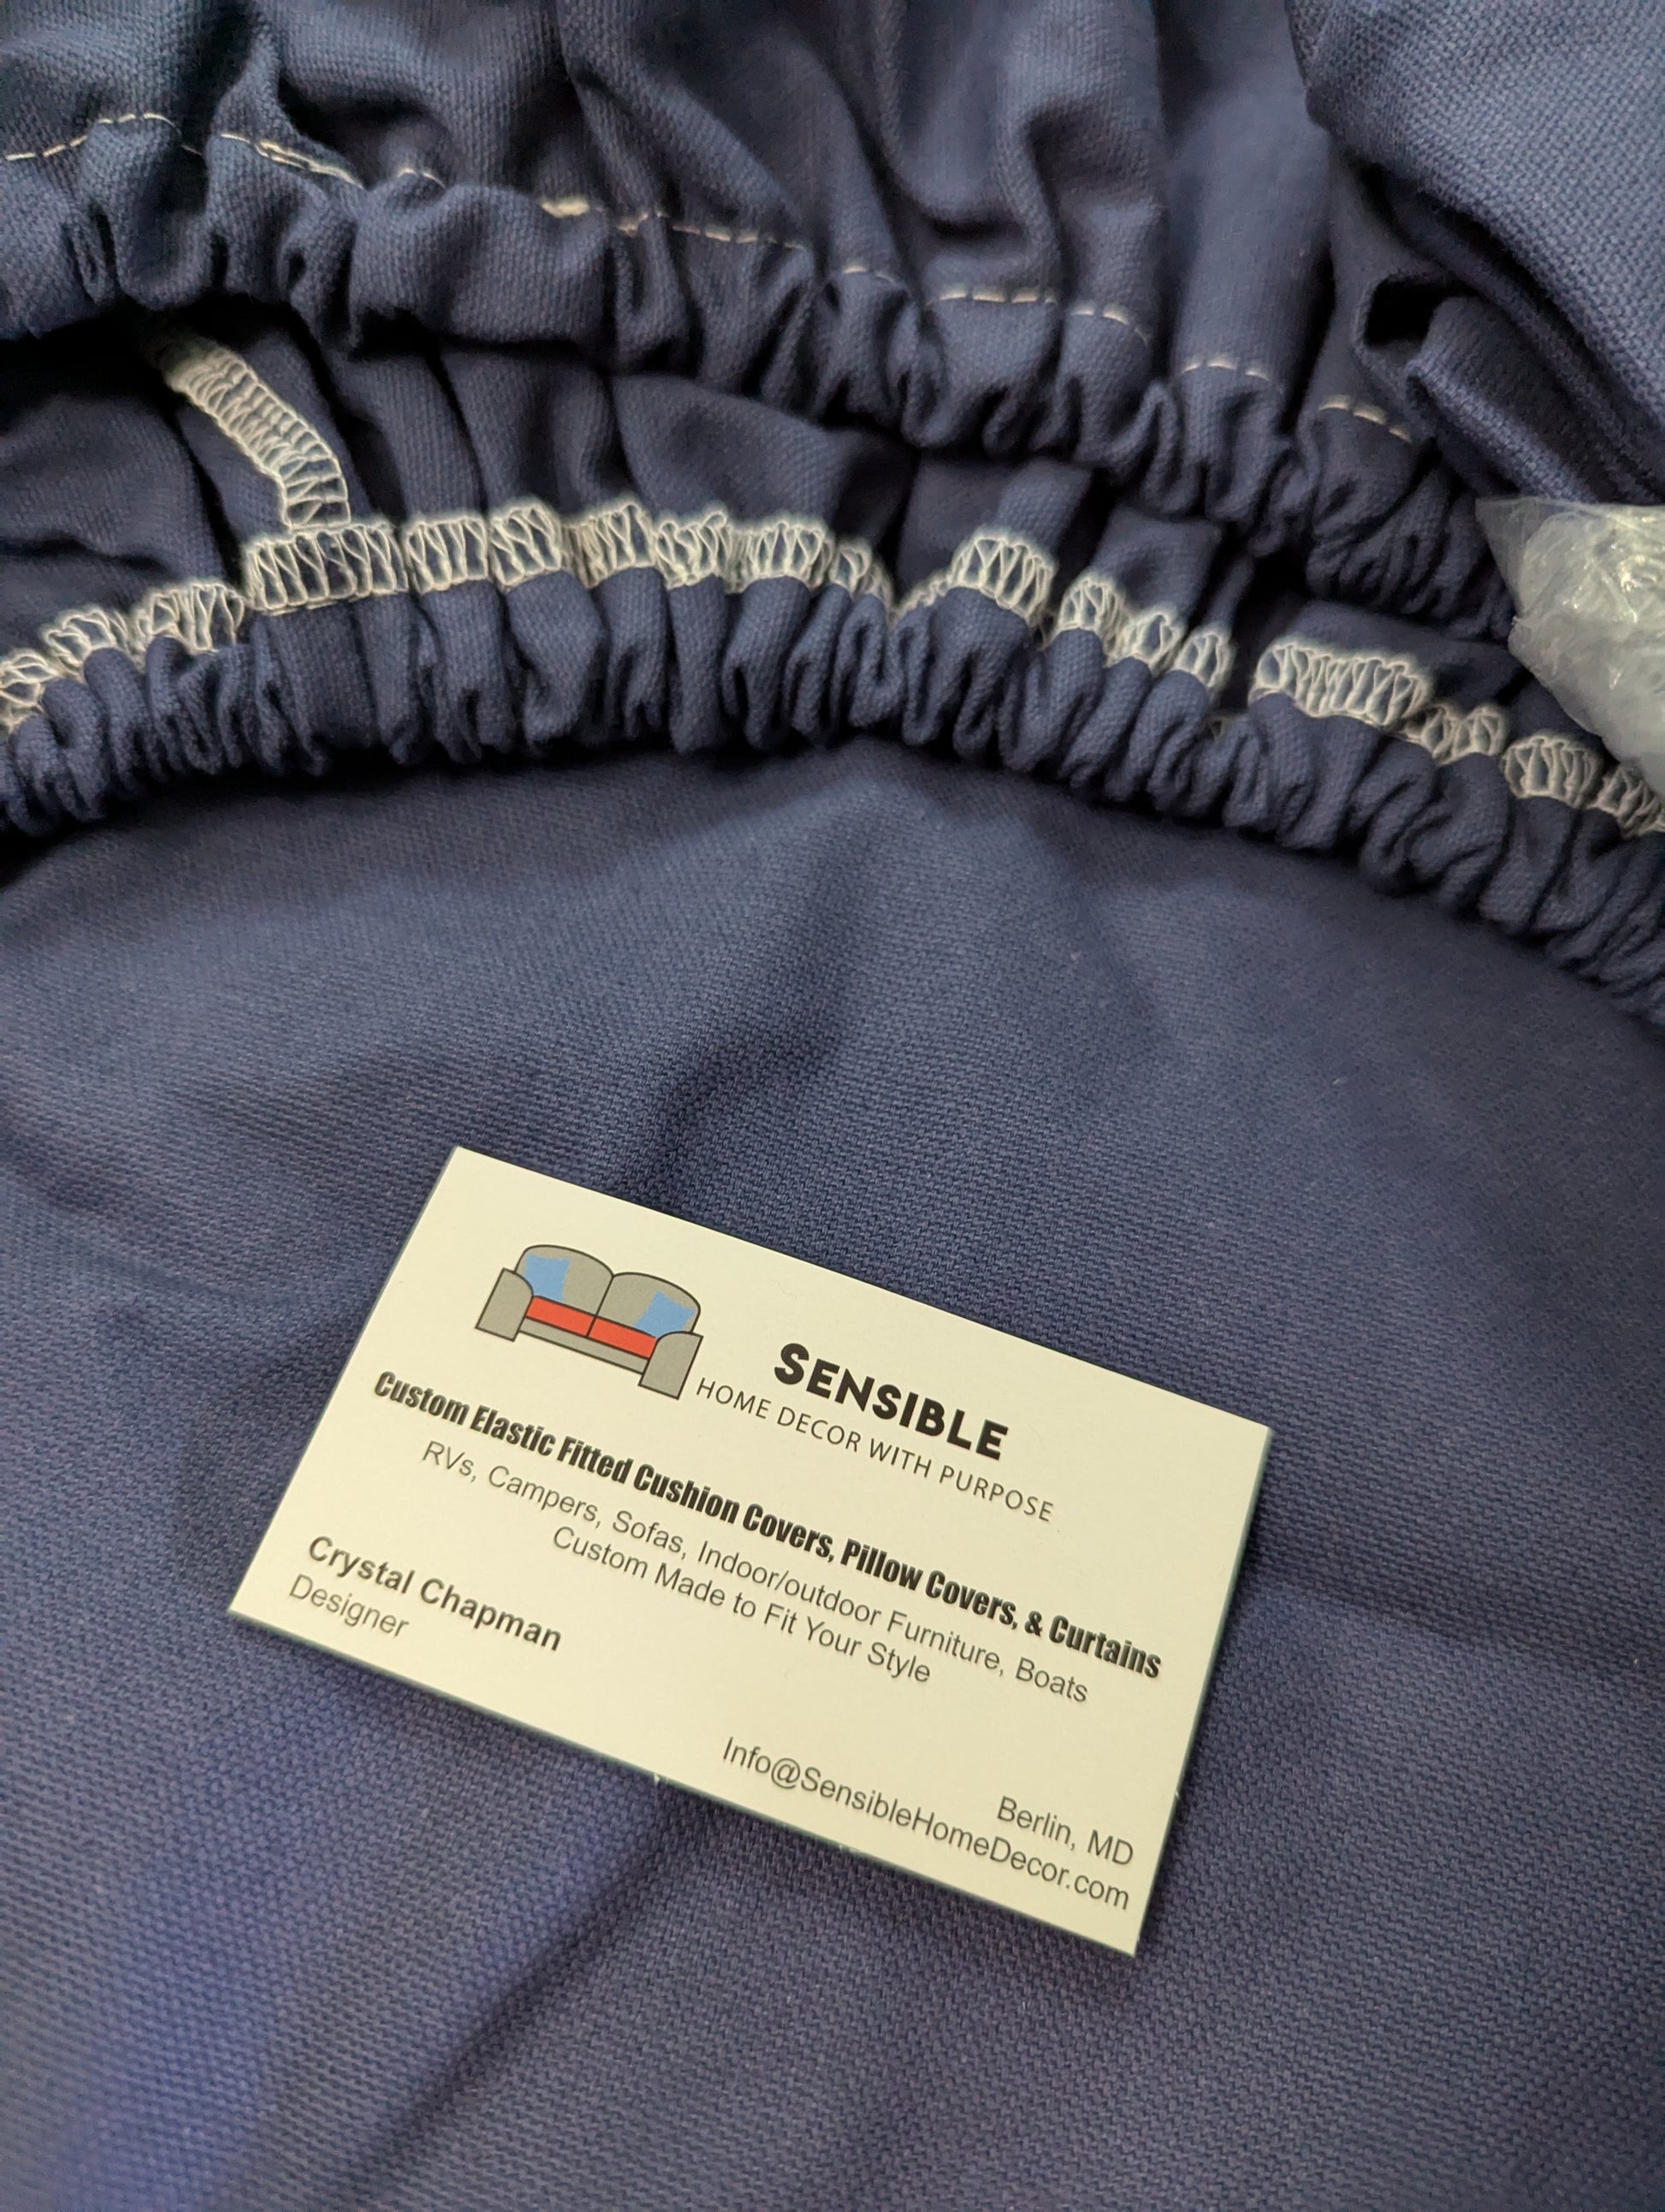 SENSIBLE
HOME DECOR WITH PURPOSE
Custom Elastic Fitted Cushion Covers, Pillow Covers, & Curtains
RVs, Campers, Sofas, Indoor/outdoor Furniture, Boats
Custom Made to Fit Your Style
Crystal Chapman
Designer
Berlin, MD
Info@SensibleHomeDecor.com